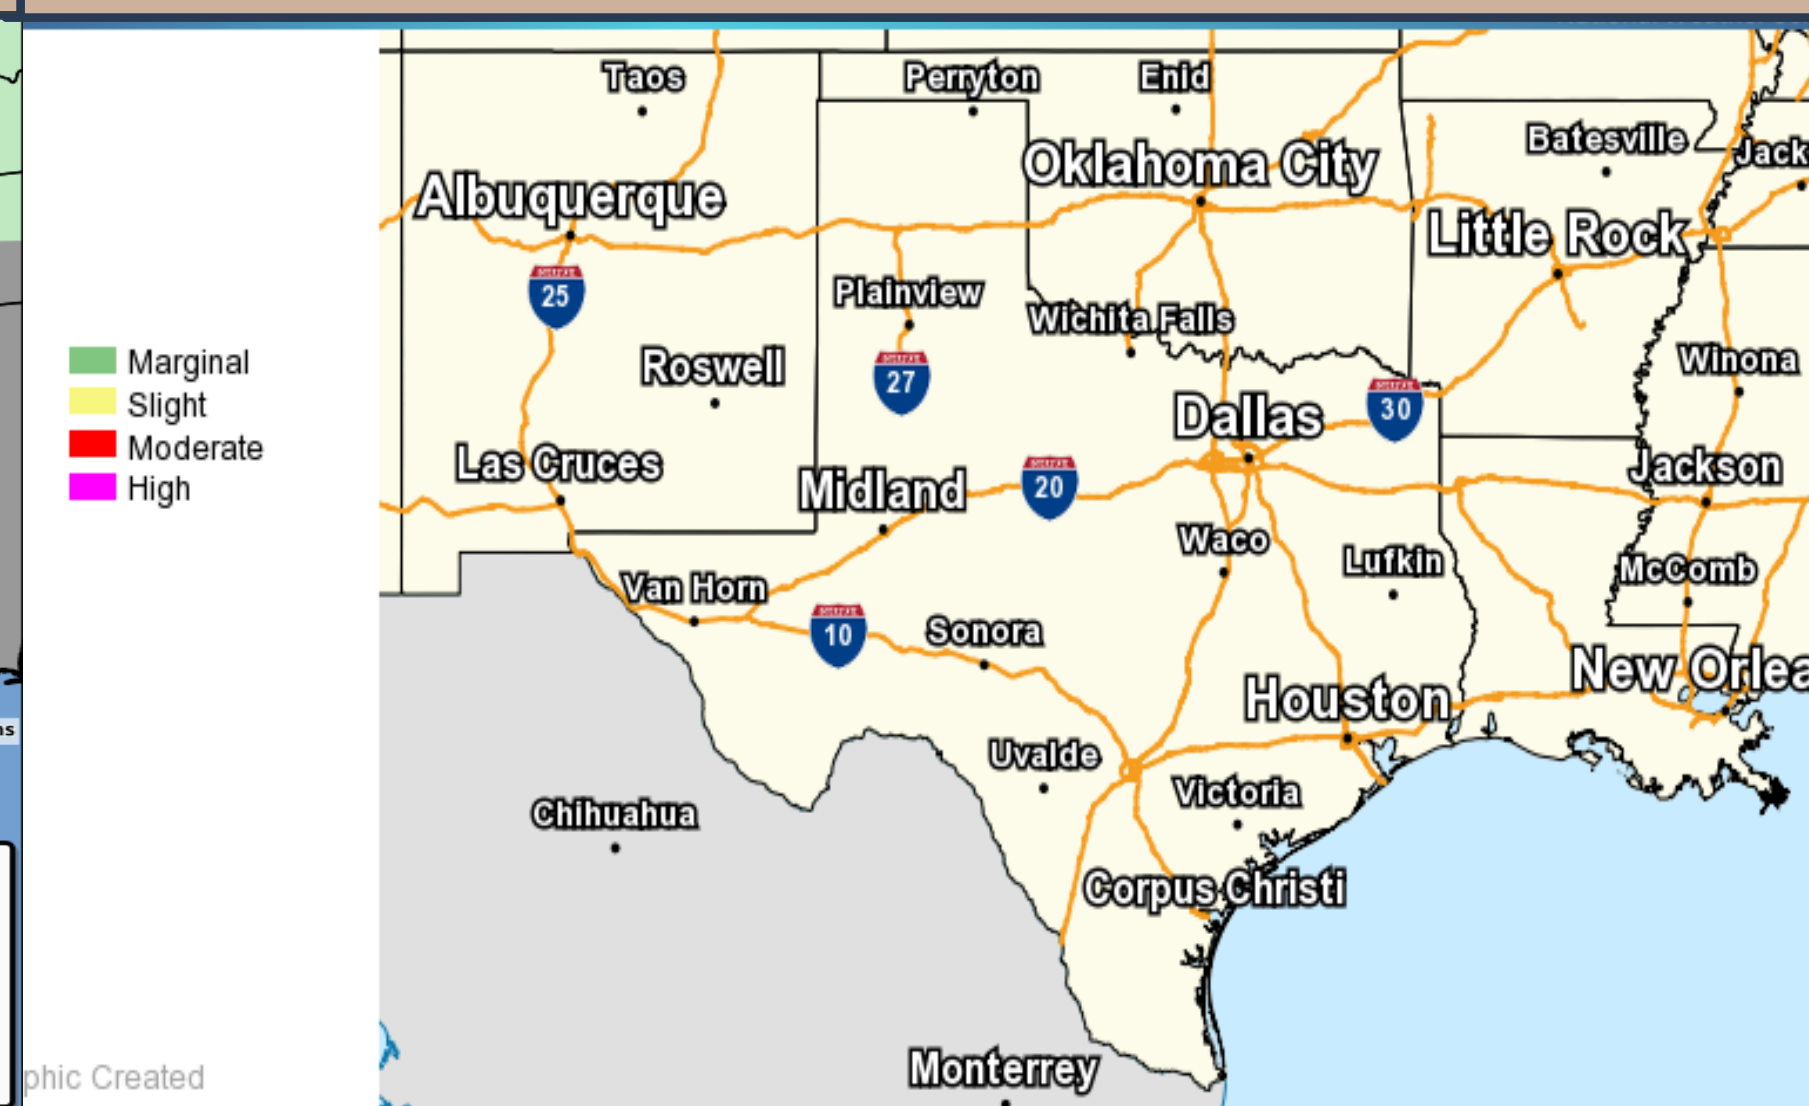 Taos
Perryton
Enid
Batesville
Jack
Oklahoma City
Albuquerque
Little Rock
25
Plainview
Wichita Falls
Winona
Roswell
27
30
Dallas
Marginal
Slight
Moderate
High
Las Cruces
Midland
20
Jackson
Waco
Lufkin
McComb
Van Horn
10
Sonora
New Orlea
Houston
ns
Uvalde
Victoria
Chihuahua
Corpus Christi
Monterrey
phic Created